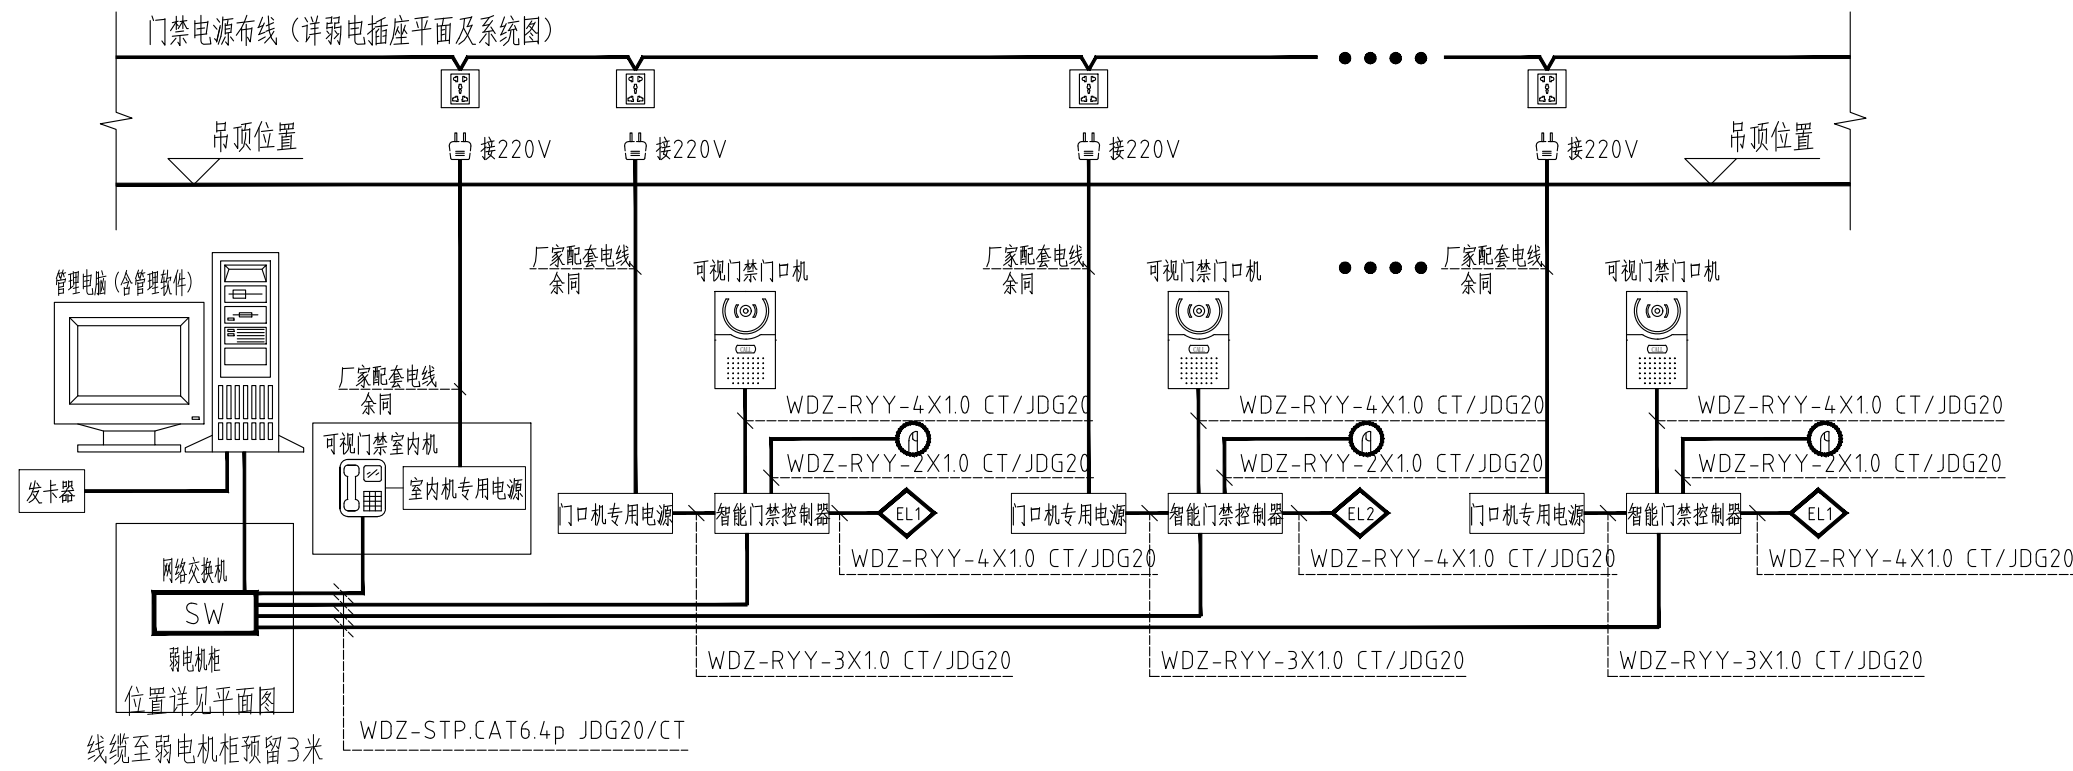 门禁电源布线（详弱电插座平面及系统图）
吊顶位置
接220V
接220V
接220V
接220V
吊顶位置
管理电脑（含管理软件）
厂家配套电线
余同
厂家配套电线
余同
可视门禁门口机
厂家配套电线
余同
可视门禁门口机
厂家配套电线
余同
可视门禁门口机
CALL
CALL
CALL
WDZ-RYY-4X1.0 CT/JDG20
WDZ-RYY-4X1.0 CT/JDG20
WDZ-RYY-4X1.0 CT/JDG20
可视门禁室内机
WDZ-RYY-2X1.0 CT/JDG20
WDZ-RYY-2X1.0 CT/JDG20
WDZ-RYY-2X1.0 CT/JDG20
发卡器
室内机专用电源
门口机专用电源
智能门禁控制器
EL1
门口机专用电源
智能门禁控制器
EL2
门口机专用电源
智能门禁控制器
EL1
WDZ-RYY-4X1.0 CT/JDG20
WDZ-RYY-4X1.0 CT/JDG20
WDZ-RYY-4X1.0 CT/JDG20
网络交换机
SW
弱电机柜
位置详见平面图
WDZ-RYY-3X1.0 CT/JDG20
WDZ-RYY-3X1.0 CT/JDG20
WDZ-RYY-3X1.0 CT/JDG20
WDZ-STP.CAT6.4p JDG20/CT
线缆至弱电机柜预留3米